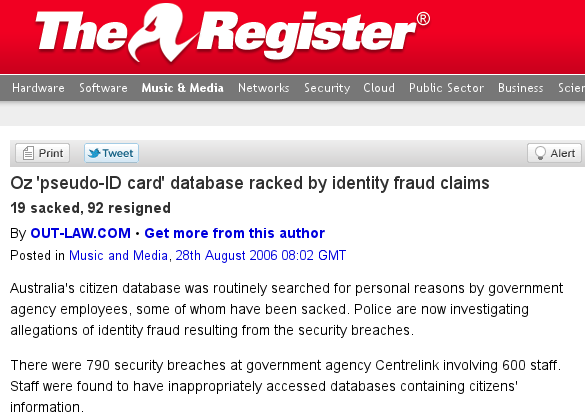 The Register®
Hardware Software Music & Media Networks Security Cloud Public Sector Business
Print Tweet Alert
Oz 'pseudo-ID card' database racked by identity fraud claims
19 sacked, 92 resigned
By OUT-LAW.COM • Get more from this author
Posted in Music and Media, 28th August 2006 08:02 GMT
Australia's citizen database was routinely searched for personal reasons by government
agency employees, some of whom have been sacked. Police are now investigating
allegations of identity fraud resulting from the security breaches.
There were 790 security breaches at government agency Centrelink involving 600 staff.
Staff were found to have inappropriately accessed databases containing citizens'
information.